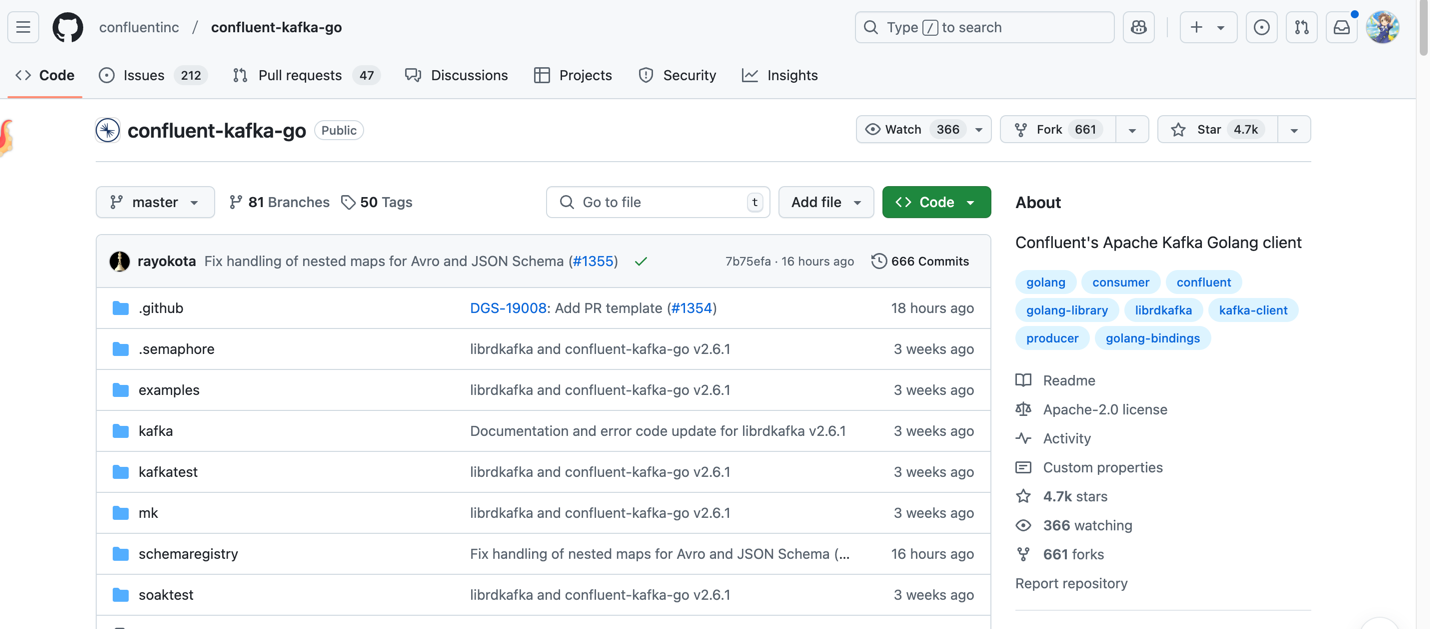 confluentinc / confluent-kafka-go
Type / to search
Code
Issues 212
Pull requests 47
Discussions
Projects
Security
Insights
confluent-kafka-go Public
Watch 366
Fork 661
Star 4.7k
master
81 Branches
50 Tags
Go to file t
Add file
Code
rayokota Fix handling of nested maps for Avro and JSON Schema (#1355) 7b75efa · 16 hours ago 666 Commits
.github DGS-19008: Add PR template (#1354) 18 hours ago
.semaphore librdkafka and confluent-kafka-go v2.6.1 3 weeks ago
examples librdkafka and confluent-kafka-go v2.6.1 3 weeks ago
kafka Documentation and error code update for librdkafka v2.6.1 3 weeks ago
kafkatest librdkafka and confluent-kafka-go v2.6.1 3 weeks ago
mk librdkafka and confluent-kafka-go v2.6.1 3 weeks ago
schemaregistry Fix handling of nested maps for Avro and JSON Schema (... 16 hours ago
soaktest librdkafka and confluent-kafka-go v2.6.1 3 weeks ago
About
Confluent's Apache Kafka Golang client
golang consumer confluent
golang-library librdkafka kafka-client
producer golang-bindings
Readme
Apache-2.0 license
Activity
Custom properties
4.7k stars
366 watching
661 forks
Report repository